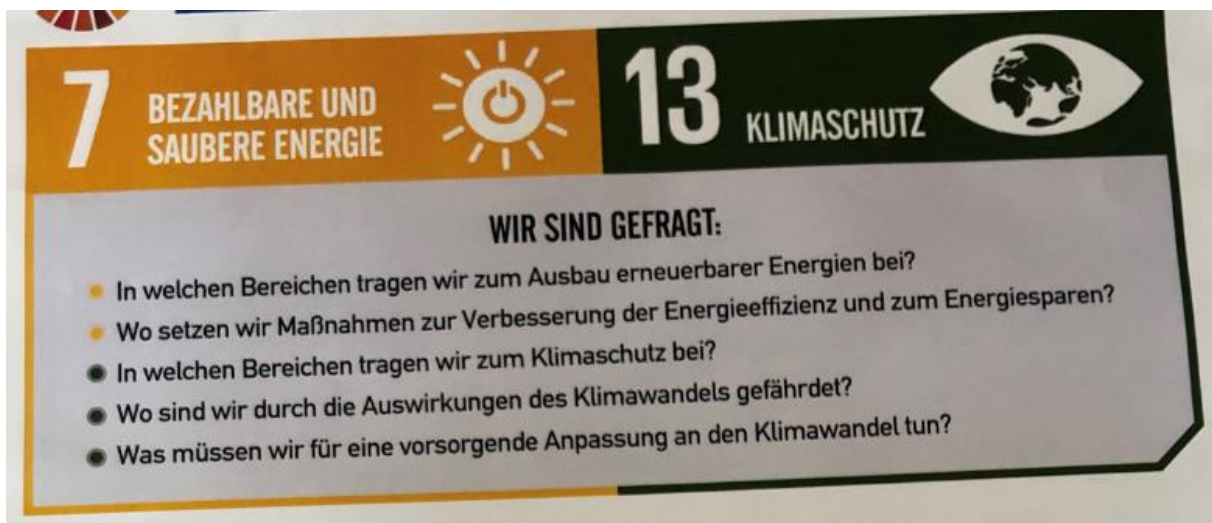 7
BEZAHLBARE UND
SAUBERE ENERGIE
13
KLIMASCHUTZ
WIR SIND GEFRAGT:
In welchen Bereichen tragen wir zum Ausbau erneuerbarer Energien bei?
Wo setzen wir Maßnahmen zur Verbesserung der Energieeffizienz und zum Energiesparen?
In welchen Bereichen tragen wir zum Klimaschutz bei?
Wo sind wir durch die Auswirkungen des Klimawandels gefährdet?
Was müssen wir für eine vorsorgende Anpassung an den Klimawandel tun?